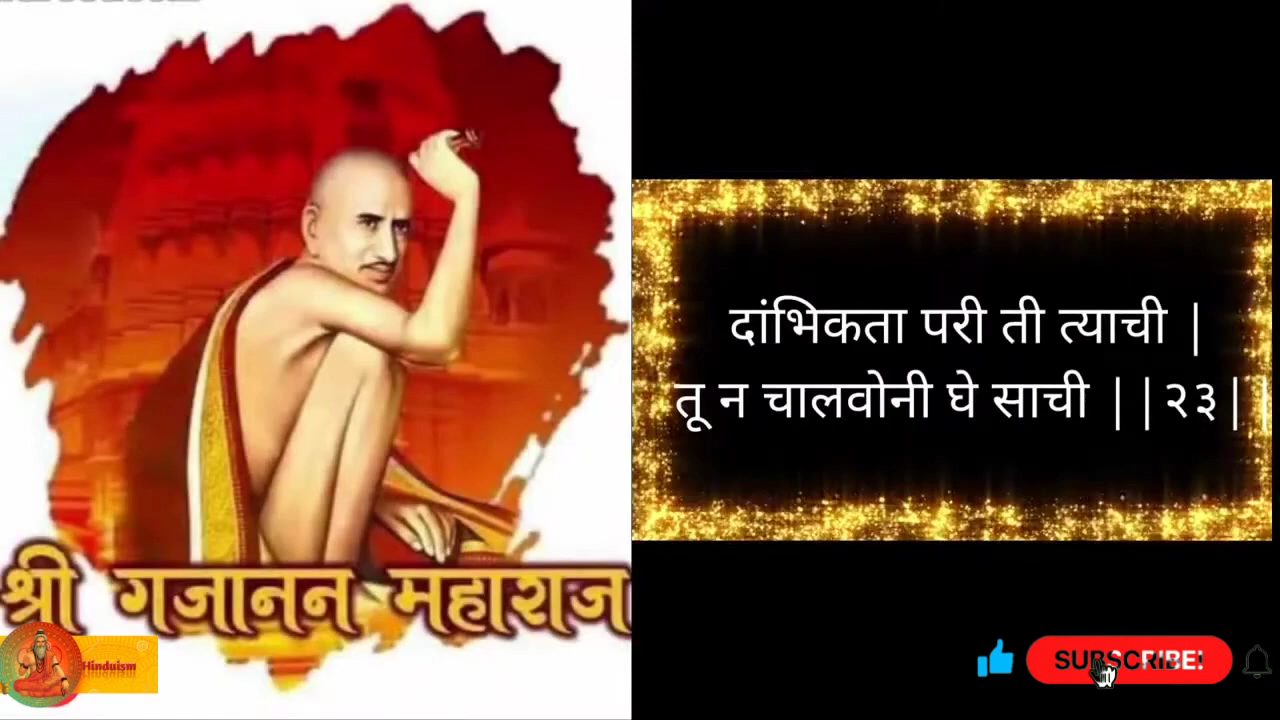 श्री गजानन महाराज
Hinduism
दांभिकता परी ती त्याची |
तू न चालवोनी घे साची ||२३||
SUBSCRIBE!